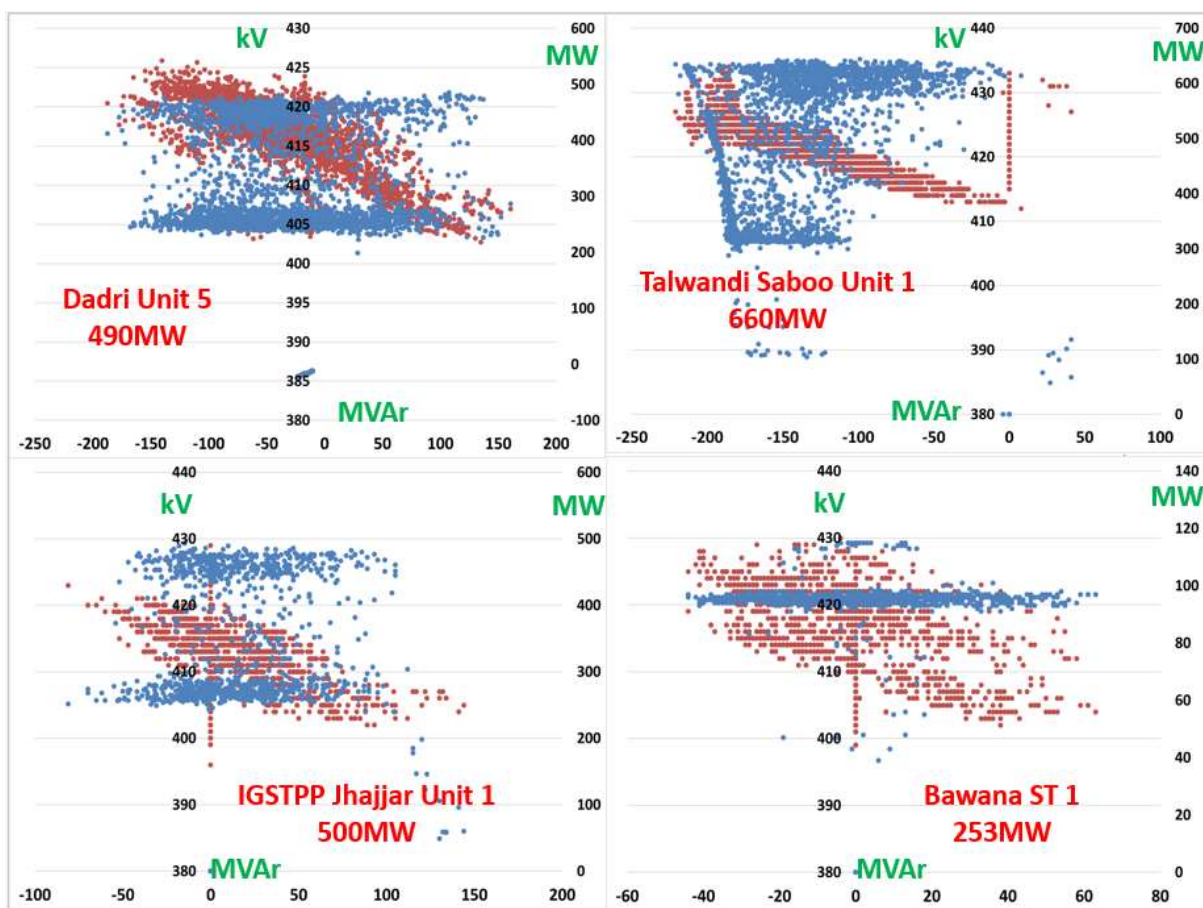 kV
MW
430
425
420
415
410
405
400
395
390
385
380
600
500
400
300
200
100
0
-100
Dadri Unit 5
490MW
MVAr
-250 -200 -150 -100 -50 0 50 100 150 200
kV
MW
440
430
420
410
400
390
380
700
600
500
400
300
200
100
0
Talwandi Saboo Unit 1
660MW
MVAr
-250 -200 -150 -100 -50 0 50 100
kV
MW
440
430
420
410
400
390
380
600
500
400
300
200
100
0
IGSTPP Jhajjar Unit 1
500MW
MVAr
-100 -50 0 50 100 150 200
kV
MW
440
430
420
410
400
390
380
140
120
100
80
60
40
20
0
Bawana ST 1
253MW
MVAr
-60 -40 -20 0 20 40 60 80